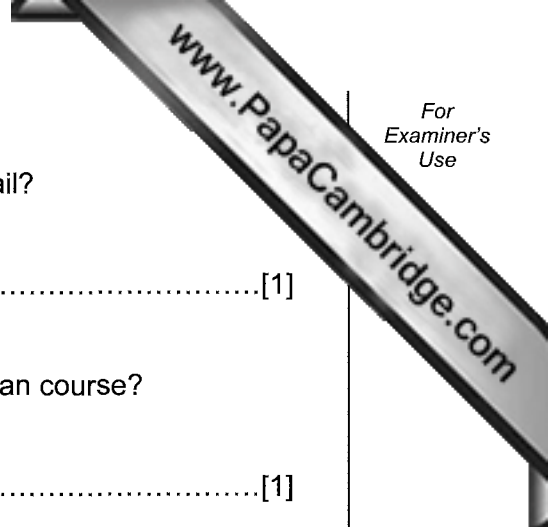 www.PapaCambridge.com
For
Examiner's
Use
ail?
..............................[1]
an course?
..............................[1]